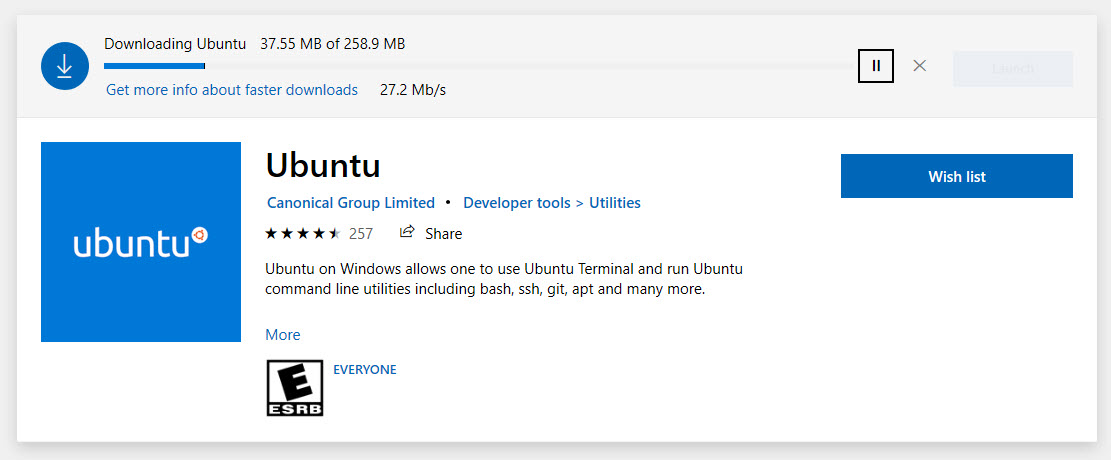 Downloading Ubuntu 37.55 MB of 258.9 MB
Get more info about faster downloads 27.2 Mb/s
Launch
ubuntu
Ubuntu
Canonical Group Limited • Developer tools > Utilities
257 Share
Ubuntu on Windows allows one to use Ubuntu Terminal and run Ubuntu
command line utilities including bash, ssh, git, apt and many more.
More
E
ESRB
EVERYONE
Wish list